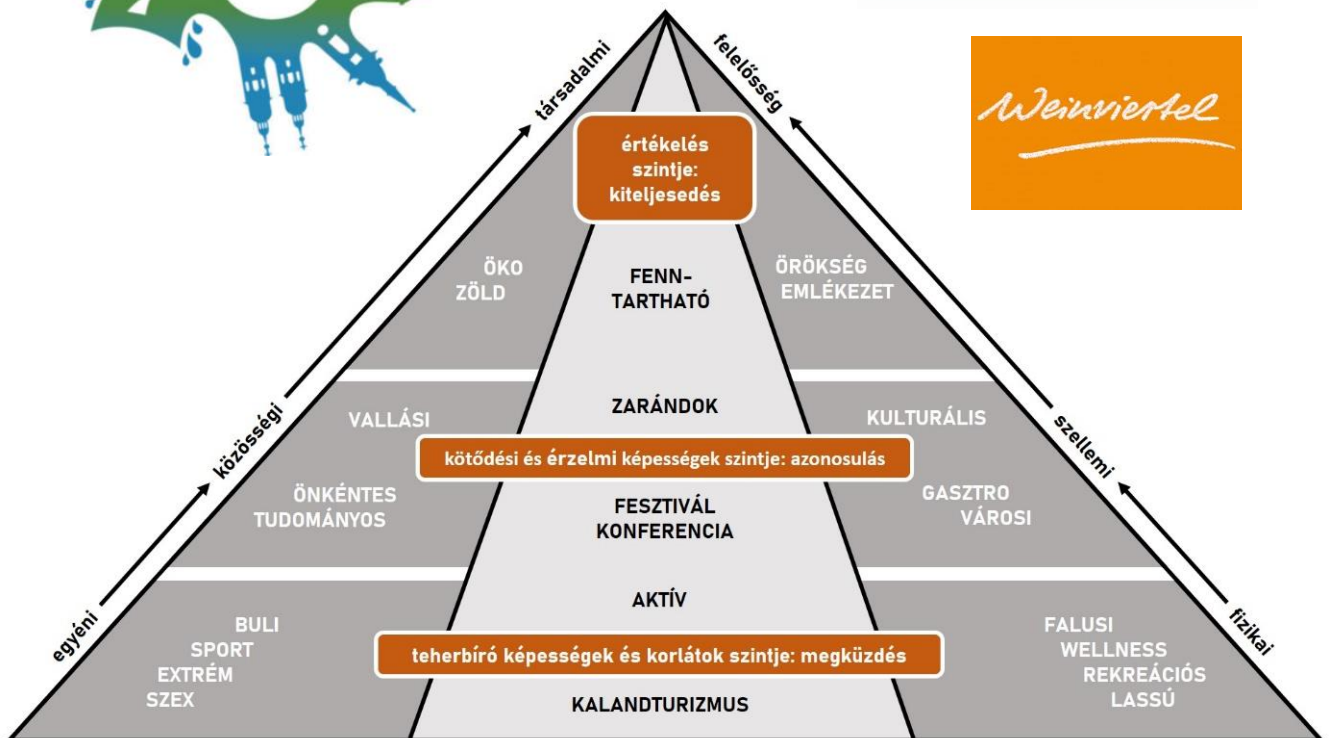 társadalmi
felelősség
Weinviertel
értékelés
szintje:
kiteljesedés
ÖKO
ZÖLD
FENN-
TARTHATÓ
ÖRÖKSÉG
EMLÉKEZET
közösségi
szellemi
VALLÁSI
ZARÁNDOK
KULTURÁLIS
kötődési és érzelmi képességek szintje: azonosulás
ÖNKÉNTES
TUDOMÁNYOS
FESZTIVÁL
KONFERENCIA
GASZTRO
VÁROSI
egyéni
fizikai
AKTÍV
BULI
SPORT
EXTRÉM
SZEX
teherbíró képességek és korlátok szintje: megküzdés
FALUSI
WELLNESS
REKREÁCIÓS
LASSÚ
KALANDTURIZMUS